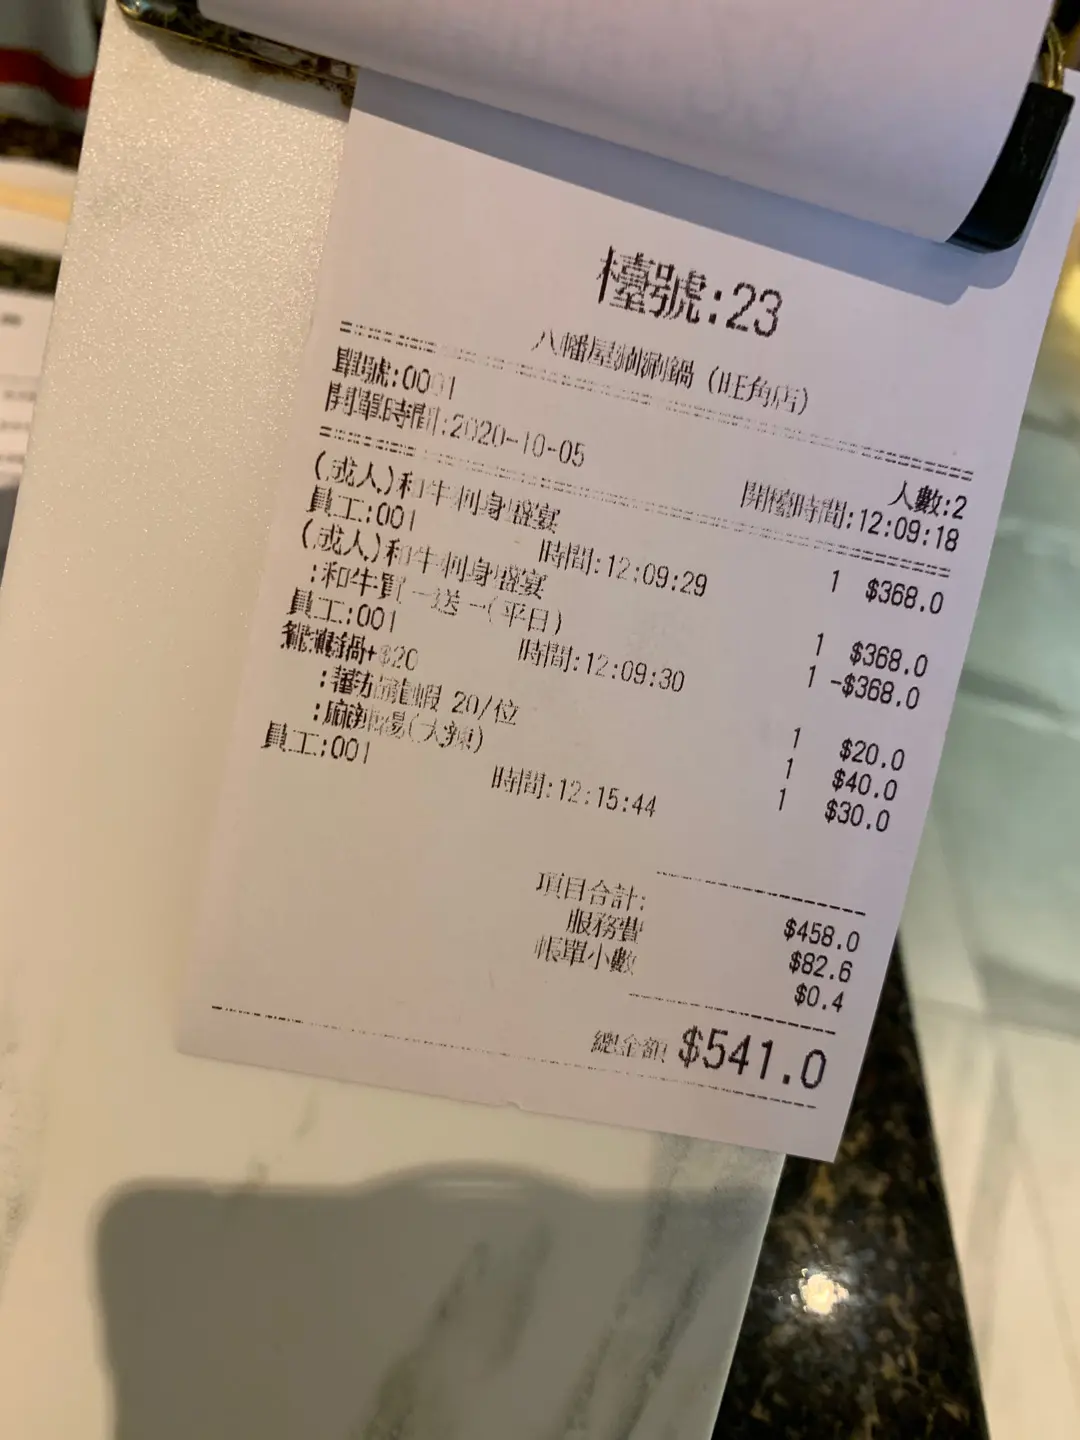 檯號:23
八幡屋涮涮鍋 (旺角店)
單號:0001 人數:2
開單時間:2020-10-05 開檯時間:12:09:18
(成人)和牛刺身盛宴 1 $368.0
員工:001 時間:12:09:29
(成人)和牛刺身盛宴 1 $368.0
:和牛買一送一(平日) 1 -$368.0
員工:001 時間:12:09:30
鴛鴦鍋+$20 1 $20.0
:蕃茄龍蝦 20/位 1 $40.0
:麻辣湯(大辣) 1 $30.0
員工:001 時間:12:15:44
項目合計: $458.0
服務費 $82.6
帳單小數 $0.4
總金額 $541.0